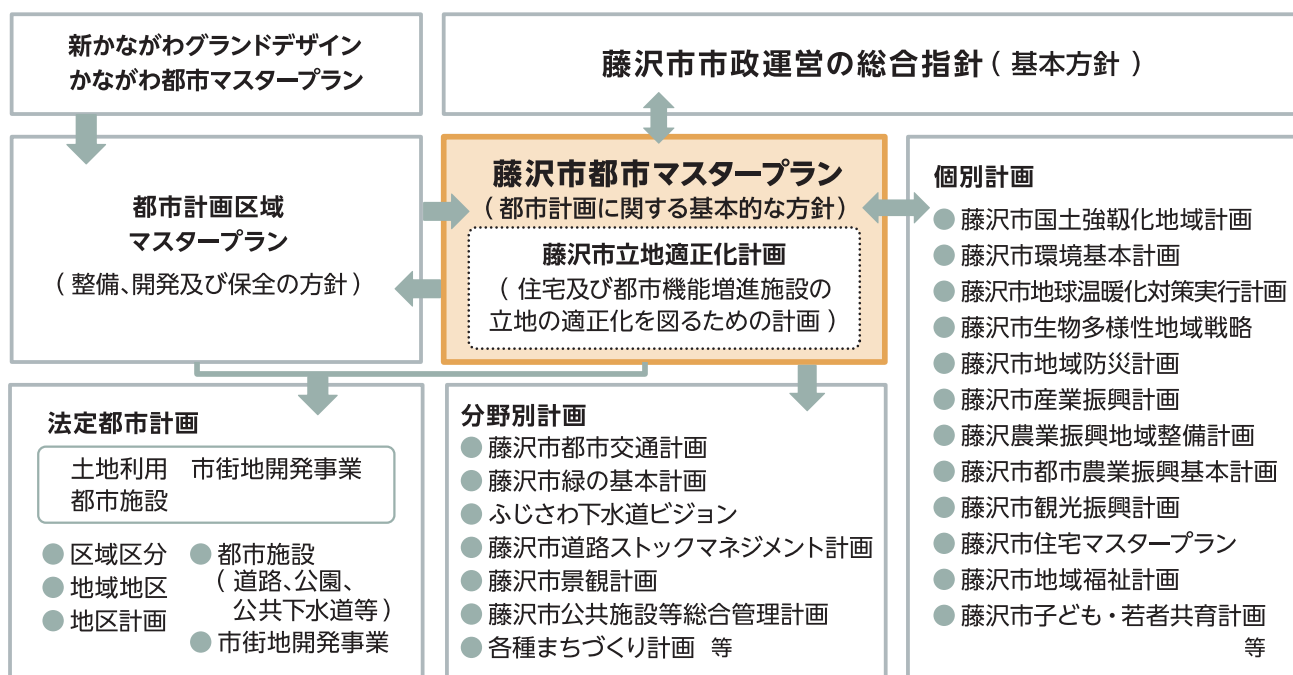 新かながわグランドデザイン
かながわ都市マスタープラン
藤沢市市政運営の総合指針（基本方針）
都市計画区域
マスタープラン
（整備、開発及び保全の方針）
藤沢市都市マスタープラン
（都市計画に関する基本的な方針）
藤沢市立地適正化計画
（住宅及び都市機能増進施設の
立地の適正化を図るための計画）
個別計画
●藤沢市国土強靱化地域計画
●藤沢市環境基本計画
●藤沢市地球温暖化対策実行計画
●藤沢市生物多様性地域戦略
●藤沢市地域防災計画
●藤沢市産業振興計画
●藤沢農業振興地域整備計画
●藤沢市都市農業振興基本計画
●藤沢市観光振興計画
●藤沢市住宅マスタープラン
●藤沢市地域福祉計画
●藤沢市子ども・若者共育計画
等
法定都市計画
土地利用　市街地開発事業
都市施設
●区域区分
●地域地区
●地区計画
●都市施設
（道路、公園、
公共下水道等）
●市街地開発事業
分野別計画
●藤沢市都市交通計画
●藤沢市緑の基本計画
●ふじさわ下水道ビジョン
●藤沢市道路ストックマネジメント計画
●藤沢市景観計画
●藤沢市公共施設等総合管理計画
●各種まちづくり計画　等